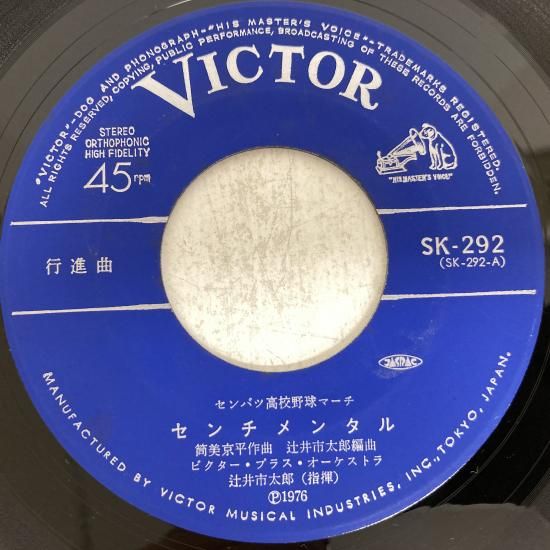 "VICTOR"-DOG AND PHONOGRAPH-"HIS MASTER'S VOICE"-TRADEMARKS REGISTERED.
ALL RIGHTS RESERVED, COPYING, PUBLIC PERFORMANCE, BROADCASTING OF THESE RECORDS ARE FORBIDDEN.
VICTOR
STEREO
ORTHOPHONIC
HIGH FIDELITY
45 rpm
"HIS MASTER'S VOICE"
SK-292
(SK-292-A)
行進曲
JASRAC
センバツ高校野球マーチ
センチメンタル
筒美京平作曲 辻井市太郎編曲
ビクター・ブラス・オーケストラ
辻井市太郎(指揮)
Ⓟ1976
MANUFACTURED BY VICTOR MUSICAL INDUSTRIES, INC., TOKYO, JAPAN.